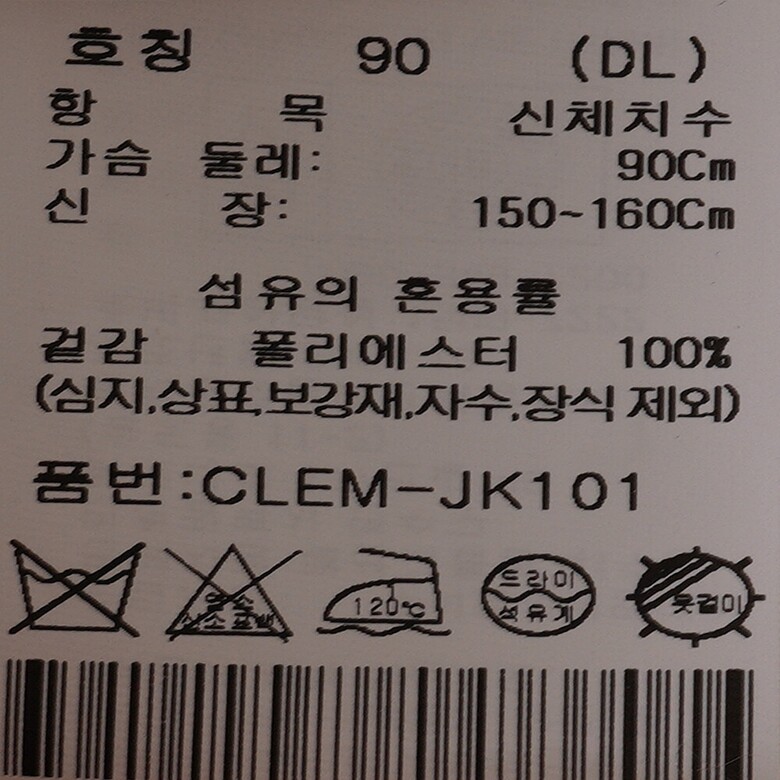 호칭 90 (DL)
항 목 신체치수
가슴 둘레: 90Cm
신 장: 150~160Cm
섬유의 혼용률
겉감 폴리에스터 100%
(심지,상표,보강재,자수,장식 제외)
품번:CLEM-JK101
염소
산소표백
120℃
드라이
석유계
옷걸이